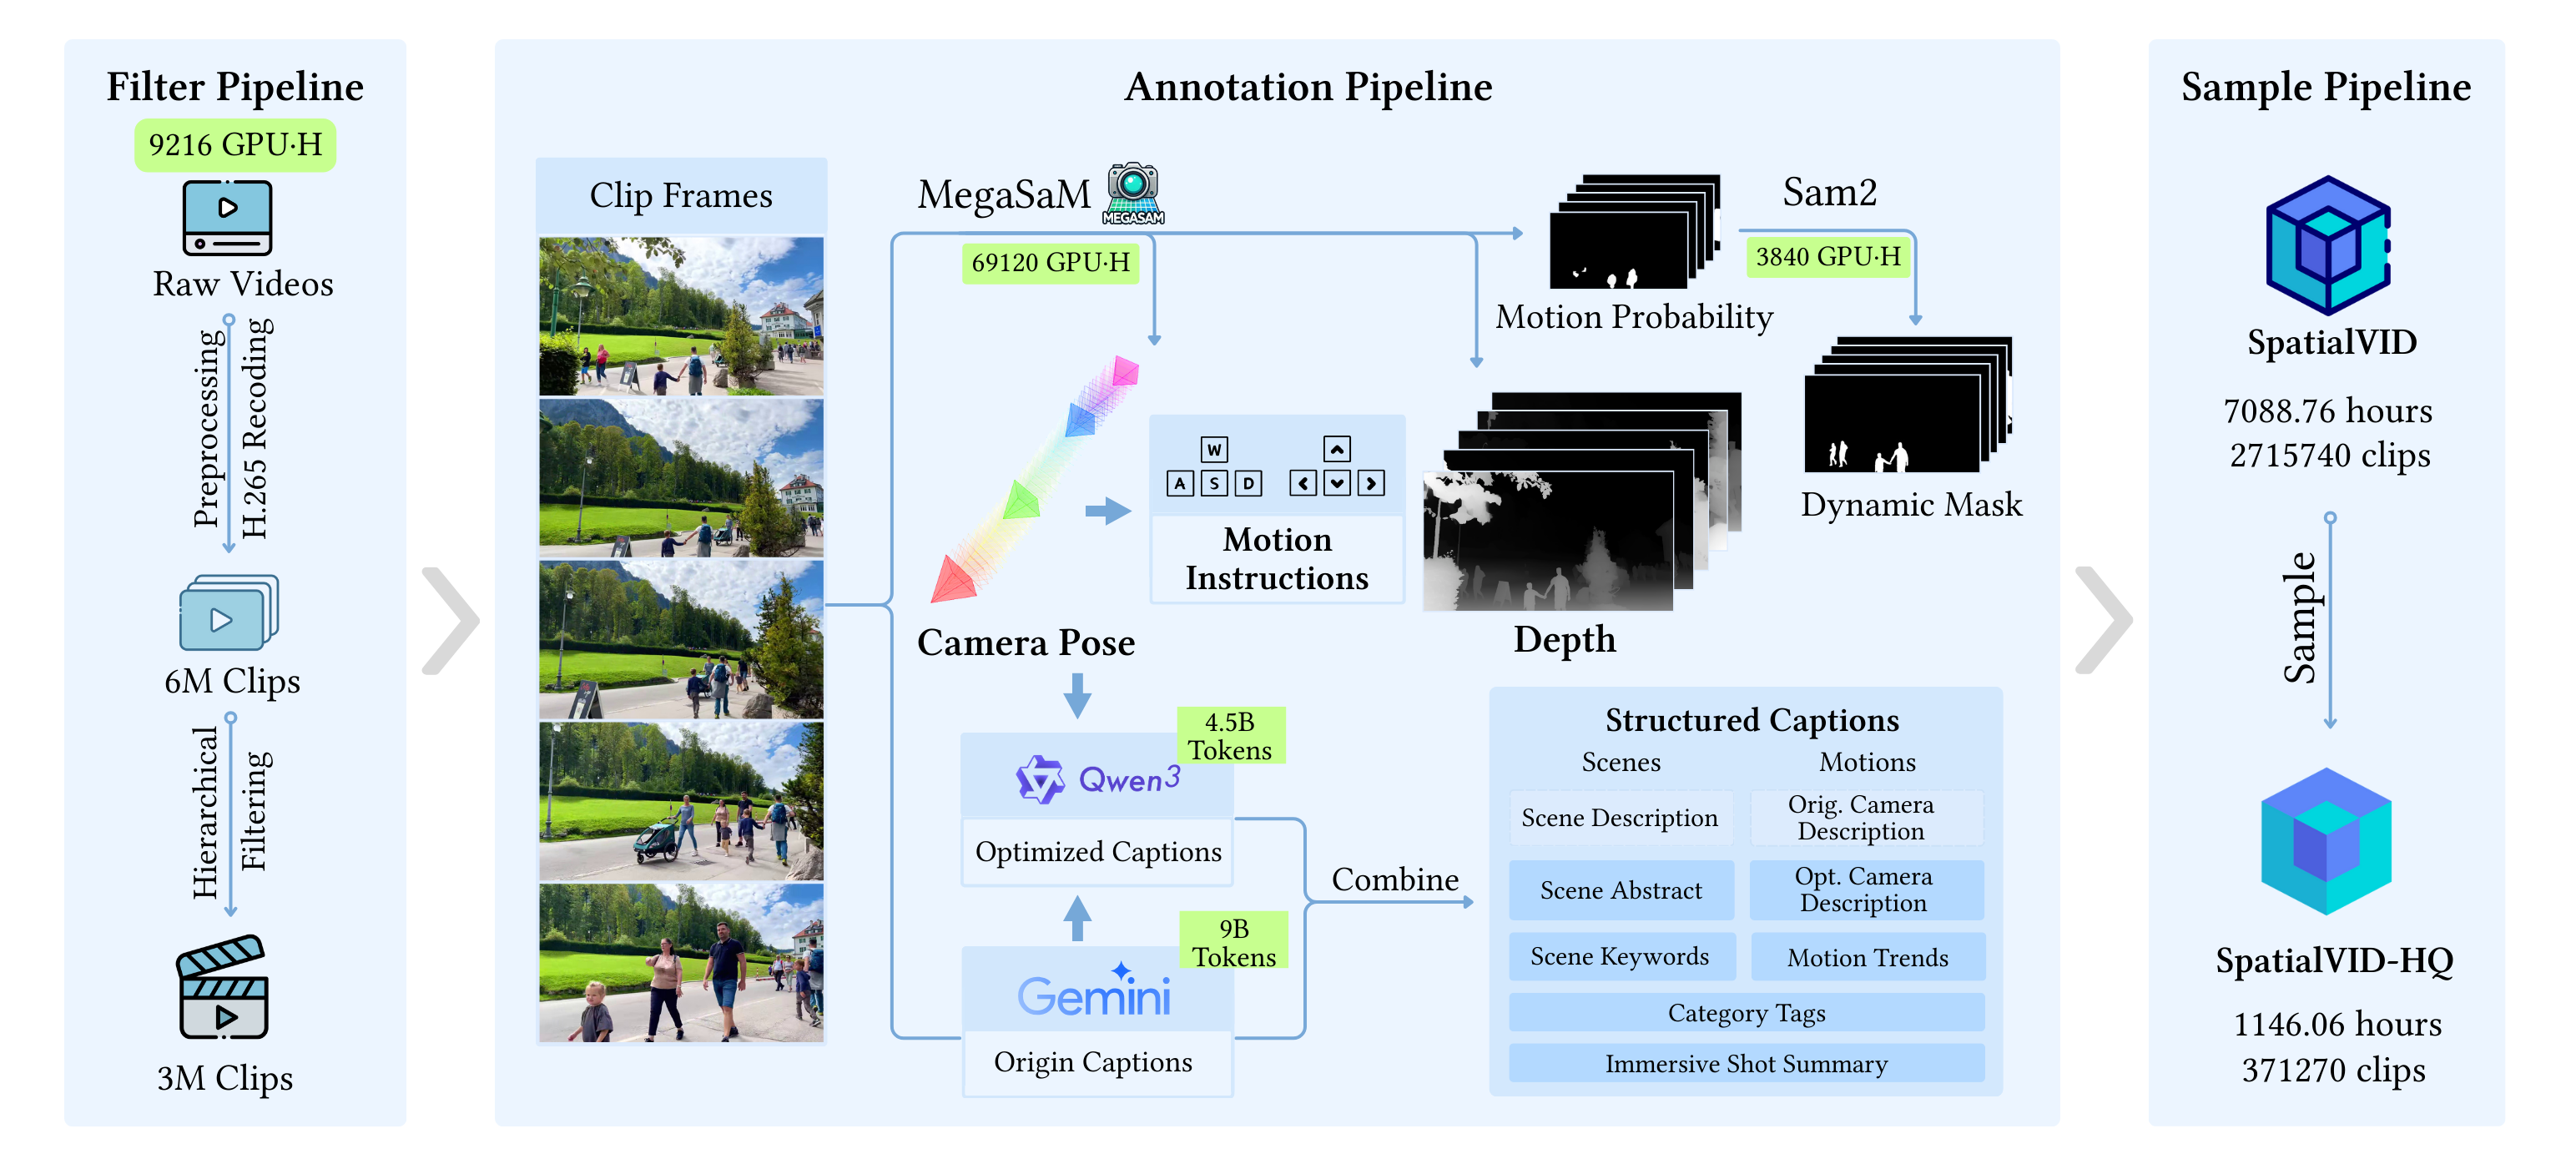 Filter Pipeline
9216 GPU·H
Raw Videos
Preprocessing
H.265 Recoding
6M Clips
Hierarchical
Filtering
3M Clips
Annotation Pipeline
Clip Frames
MegaSaM
MEGASAM
69120 GPU·H
Motion Probability
Sam2
3840 GPU·H
Dynamic Mask
W
A S D
Motion
Instructions
Camera Pose
Depth
4.5B
Tokens
Qwen3
Optimized Captions
9B
Tokens
Gemini
Origin Captions
Combine
Structured Captions
Scenes
Motions
Scene Description
Orig. Camera
Description
Scene Abstract
Opt. Camera
Description
Scene Keywords
Motion Trends
Category Tags
Immersive Shot Summary
Sample Pipeline
SpatialVID
7088.76 hours
2715740 clips
Sample
SpatialVID-HQ
1146.06 hours
371270 clips